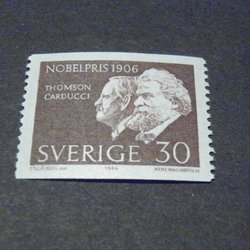 NOBELPRIS 1906
THOMSON
CARDUCCI
SVERIGE 30
1966